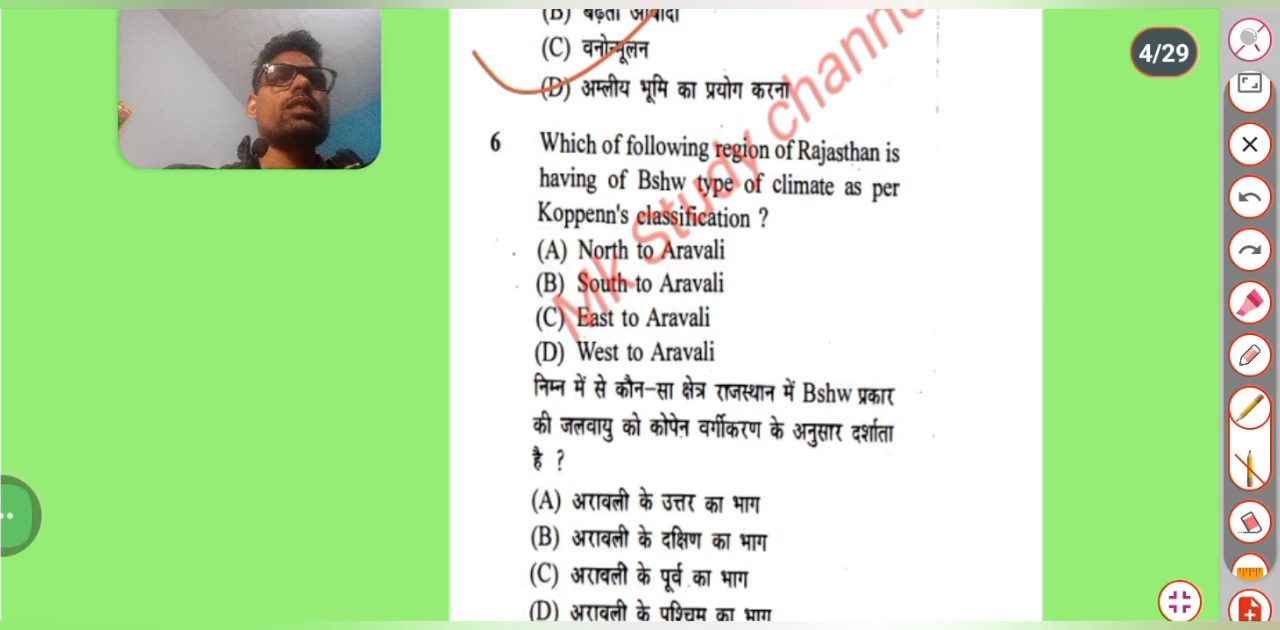 (B) बढ़ती आबादी
4/29
(C) वनोन्मूलन
(D) अम्लीय भूमि का प्रयोग करना
6 Which of following region of Rajasthan is
having of Bshw type of climate as per
Koppenn's classification ?
(A) North to Aravali
(B) South to Aravali
(C) East to Aravali
(D) West to Aravali
निम्न में से कौन-सा क्षेत्र राजस्थान में Bshw प्रकार
की जलवायु को कोपेन वर्गीकरण के अनुसार दर्शाता
है ?
(A) अरावली के उत्तर का भाग
(B) अरावली के दक्षिण का भाग
(C) अरावली के पूर्व का भाग
(D) अरावली के पश्चिम का भाग
Mk Study channe